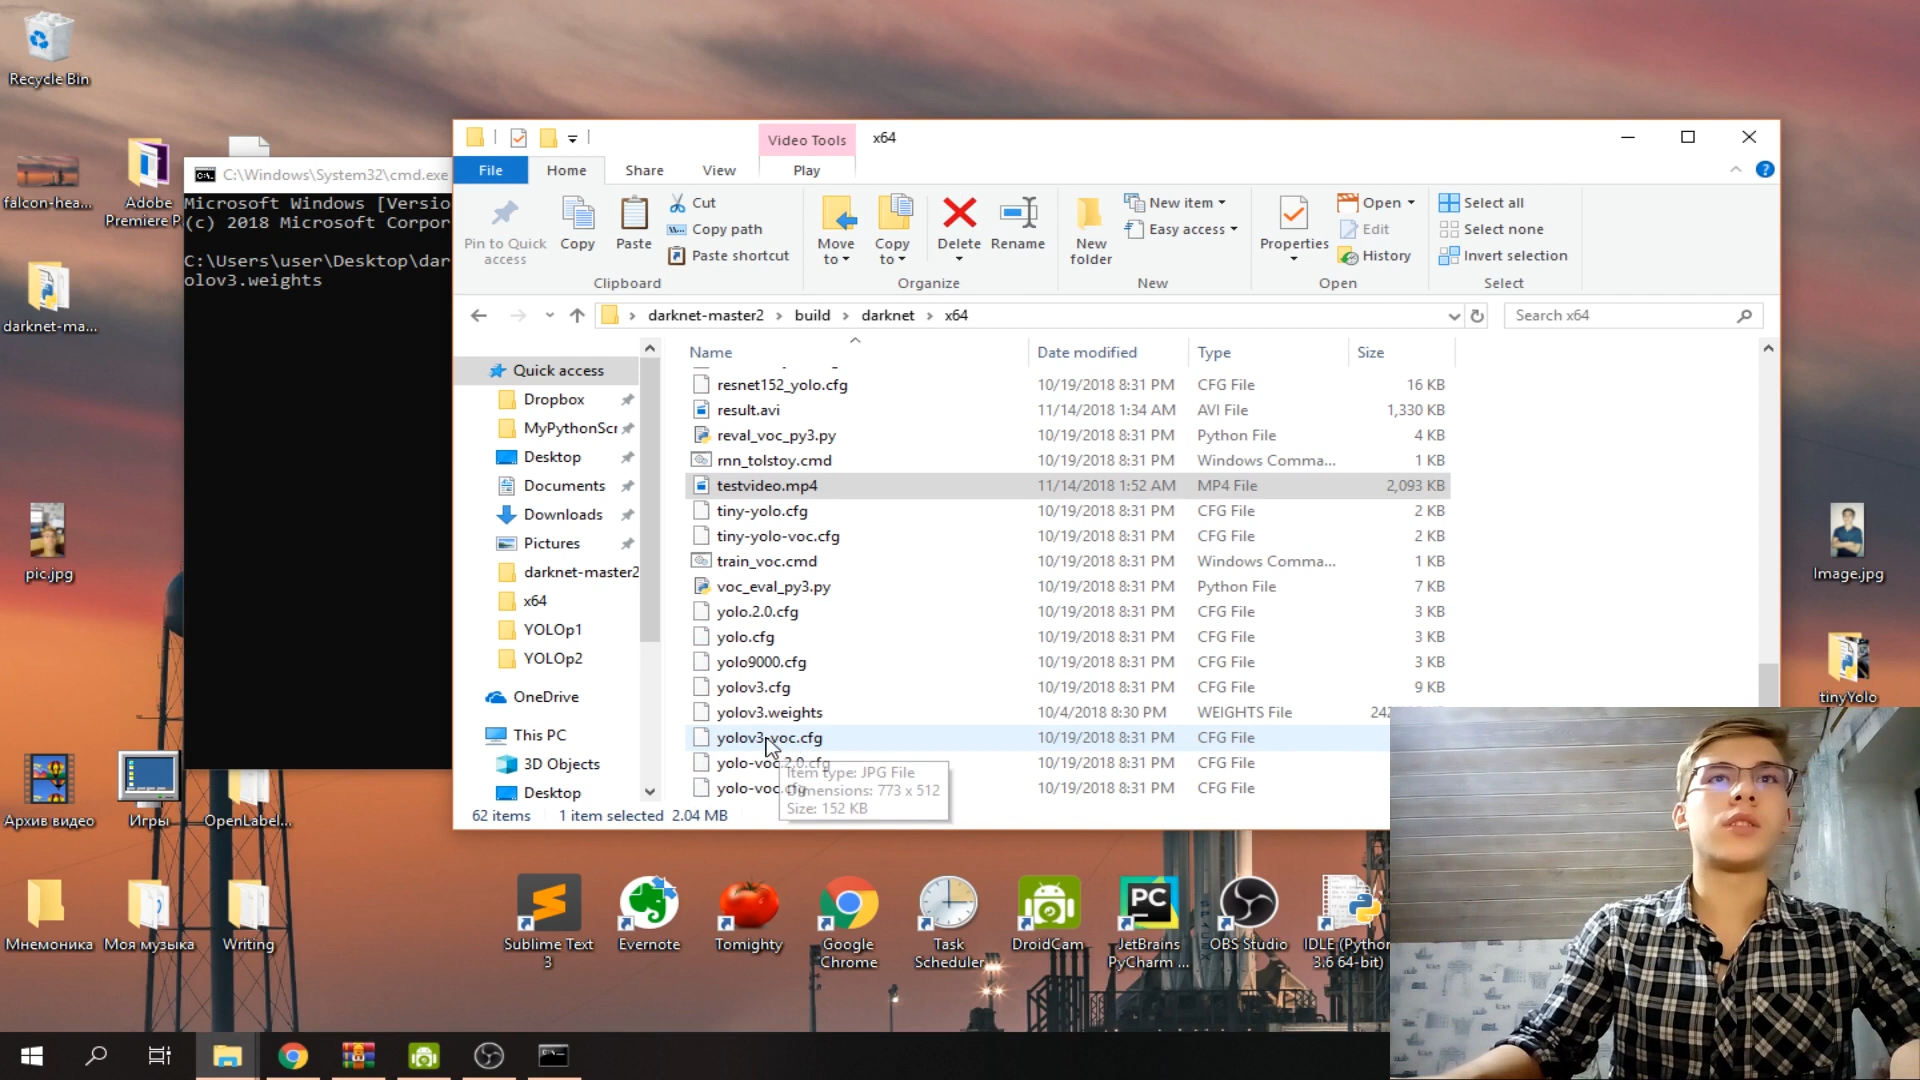 Recycle Bin
falcon-hea...
Adobe
Premiere P
darknet-ma...
pic.jpg
Архив видео
Игры
OpenLabel...
Мнемоника
Моя музыка
Writing
C:\Windows\System32\cmd.exe
Microsoft Windows [Versio
(c) 2018 Microsoft Corpor
C:\Users\user\Desktop\dar
olov3.weights
Video Tools
x64
File
Home
Share
View
Play
Pin to Quick
access
Copy
Paste
Cut
Copy path
Paste shortcut
Clipboard
Move
to
Copy
to
Delete
Rename
Organize
New
folder
New item
Easy access
New
Properties
Open
Edit
History
Open
Select all
Select none
Invert selection
Select
darknet-master2 > build > darknet > x64
Search x64
Quick access
Dropbox
MyPythonScr
Desktop
Documents
Downloads
Pictures
darknet-master2
x64
YOLOp1
YOLOp2
OneDrive
This PC
3D Objects
Desktop
Name Date modified Type Size
resnet152_yolo.cfg 10/19/2018 8:31 PM CFG File 16 KB
result.avi 11/14/2018 1:34 AM AVI File 1,330 KB
reval_voc_py3.py 10/19/2018 8:31 PM Python File 4 KB
rnn_tolstoy.cmd 10/19/2018 8:31 PM Windows Comma... 1 KB
testvideo.mp4 11/14/2018 1:52 AM MP4 File 2,093 KB
tiny-yolo.cfg 10/19/2018 8:31 PM CFG File 2 KB
tiny-yolo-voc.cfg 10/19/2018 8:31 PM CFG File 2 KB
train_voc.cmd 10/19/2018 8:31 PM Windows Comma... 1 KB
voc_eval_py3.py 10/19/2018 8:31 PM Python File 7 KB
yolo.2.0.cfg 10/19/2018 8:31 PM CFG File 3 KB
yolo.cfg 10/19/2018 8:31 PM CFG File 3 KB
yolo9000.cfg 10/19/2018 8:31 PM CFG File 3 KB
yolov3.cfg 10/19/2018 8:31 PM CFG File 9 KB
yolov3.weights 10/4/2018 8:30 PM WEIGHTS File 242
yolov3-voc.cfg 10/19/2018 8:31 PM CFG File
yolo-voc.2.0.cfg 10/19/2018 8:31 PM CFG File
yolo-voc.cfg 10/19/2018 8:31 PM CFG File
Item type: JPG File
Dimensions: 773 x 512
Size: 152 KB
62 items 1 item selected 2.04 MB
Image.jpg
tinyYolo
Sublime Text
3
Evernote
Tomighty
Google
Chrome
Task
Scheduler
DroidCam
PC
JetBrains
PyCharm ...
OBS Studio
IDLE (Python
3.6 64-bit)
SPACEX